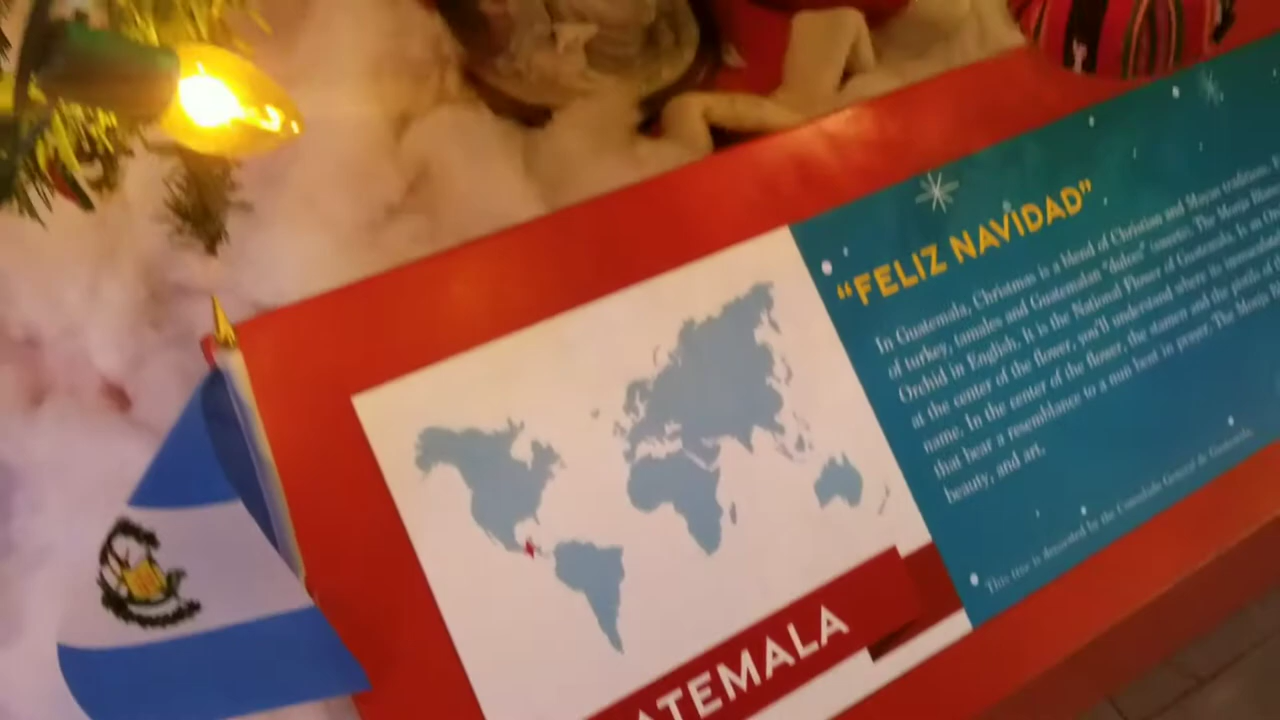 "FELIZ NAVIDAD"
In Guatemala, Christmas is a blend of Christian and Mayan traditions.
of turkey, tamales and Guatemalan "dulces" (sweets). The Monja Blanca
Orchid in English. It is the National Flower of Guatemala. Is an
at the center of the flower, you'll understand where its
name. In the center of the flower, the stamen and the petals of
that bear a resemblance to a nun bent in prayer. The Monja
beauty, and art.
This tree is decorated by the Consulado General de Guatemala.
ATEMALA